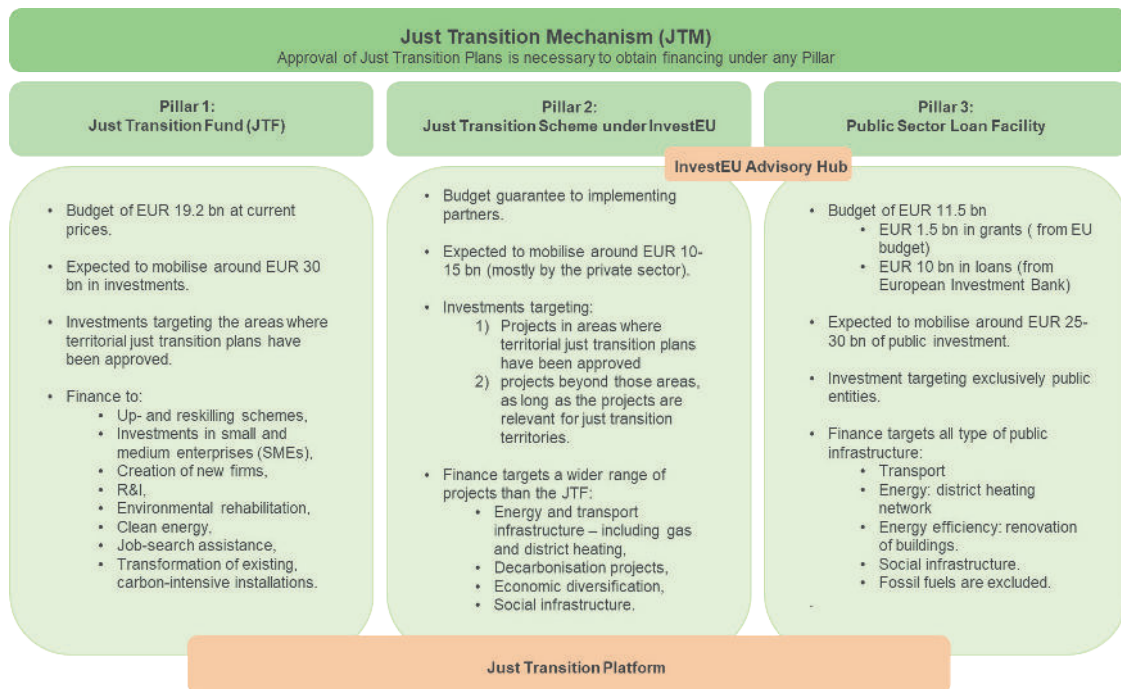 Just Transition Mechanism (JTM)
Approval of Just Transition Plans is necessary to obtain financing under any Pillar
Pillar 1:
Just Transition Fund (JTF)
Pillar 2:
Just Transition Scheme under InvestEU
Pillar 3:
Public Sector Loan Facility
InvestEU Advisory Hub
• Budget of EUR 19.2 bn at current
prices.
• Expected to mobilise around EUR 30
bn in investments.
• Investments targeting the areas where
territorial just transition plans have
been approved.
• Finance to:
• Up- and reskilling schemes,
• Investments in small and
medium enterprises (SMEs),
• Creation of new firms,
• R&I,
• Environmental rehabilitation,
• Clean energy,
• Job-search assistance,
• Transformation of existing,
carbon-intensive installations.
• Budget guarantee to implementing
partners.
• Expected to mobilise around EUR 10-
15 bn (mostly by the private sector).
• Investments targeting:
1) Projects in areas where
territorial just transition plans
have been approved
2) projects beyond those areas,
as long as the projects are
relevant for just transition
territories.
• Finance targets a wider range of
projects than the JTF:
• Energy and transport
infrastructure – including gas
and district heating,
• Decarbonisation projects,
• Economic diversification,
• Social infrastructure.
• Budget of EUR 11.5 bn
• EUR 1.5 bn in grants ( from EU
budget)
• EUR 10 bn in loans (from
European Investment Bank)
• Expected to mobilise around EUR 25-
30 bn of public investment.
• Investment targeting exclusively public
entities.
• Finance targets all type of public
infrastructure:
• Transport
• Energy: district heating
network
• Energy efficiency: renovation
of buildings.
• Social infrastructure.
• Fossil fuels are excluded.
.
Just Transition Platform